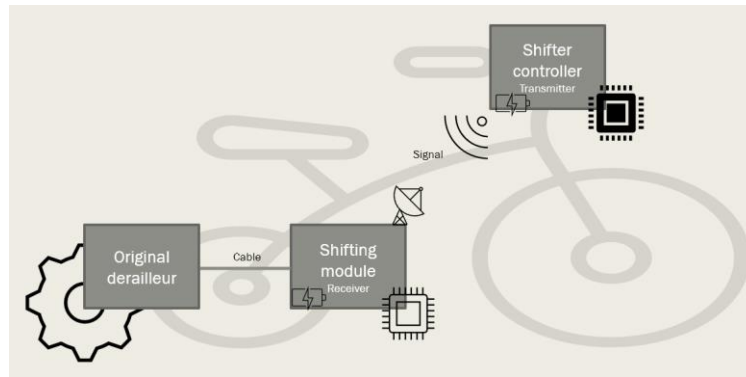 Shifter
controller
Transmitter
Signal
Original
derailleur
Cable
Shifting
module
Receiver